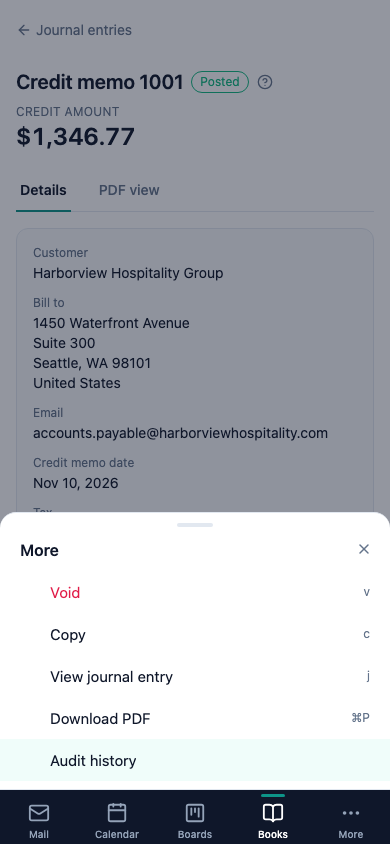 Journal entries
Credit memo 1001 Posted
CREDIT AMOUNT
$1,346.77
Details PDF view
Customer
Harborview Hospitality Group
Bill to
1450 Waterfront Avenue
Suite 300
Seattle, WA 98101
United States
Email
accounts.payable@harborviewhospitality.com
Credit memo date
Nov 10, 2026
More
Void v
Copy c
View journal entry j
Download PDF ⌘P
Audit history
Mail Calendar Boards Books More